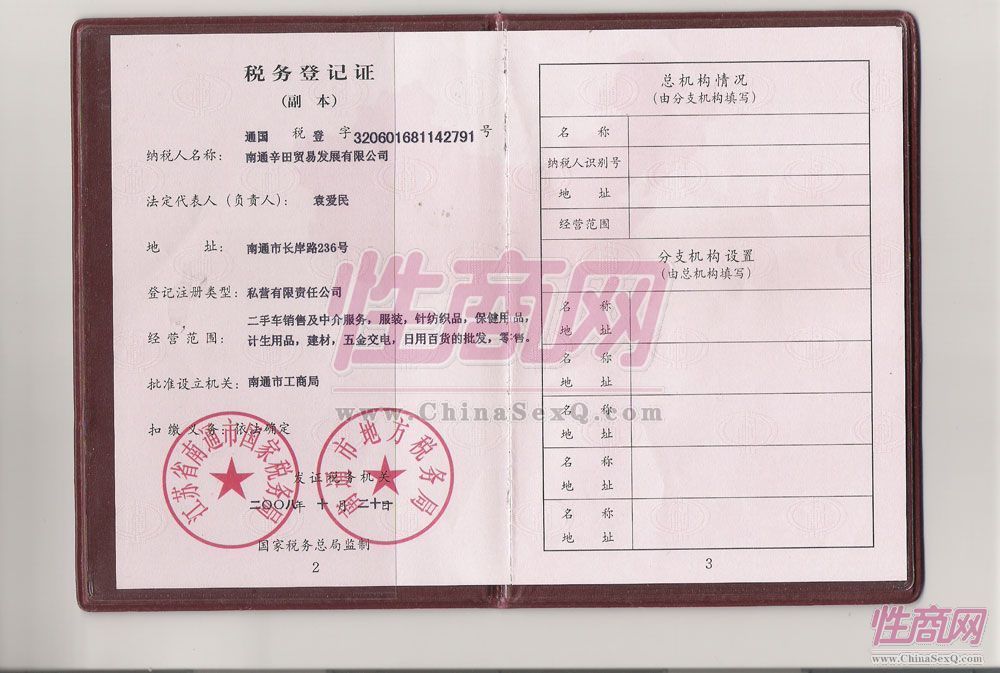 税务登记证
（副 本）
通国 税 登 字 320601681142791 号
纳税人名称： 南通辛田贸易发展有限公司
法定代表人（负责人）： 袁爱民
地 址： 南通市长岸路236号
登记注册类型： 私营有限责任公司
二手车销售及中介服务，服装，针纺织品，保健用品，
经营范围： 计生用品，建材，五金交电，日用百货的批发，零售。
批准设立机关： 南通市工商局
扣缴义务：依法确定
江苏省南通市国家税务局
南通市地方税务局
发证税务机关
二〇〇八年 十 月 二十日
国家税务总局监制
2
总机构情况
（由分支机构填写）
名 称
纳税人识别号
地 址
经营范围
分支机构设置
（由总机构填写）
名 称
地 址
名 称
地 址
名 称
地 址
名 称
地 址
名 称
地 址
3
性商网
www.ChinaSexQ.com
性商网
www.ChinaSexQ.Com